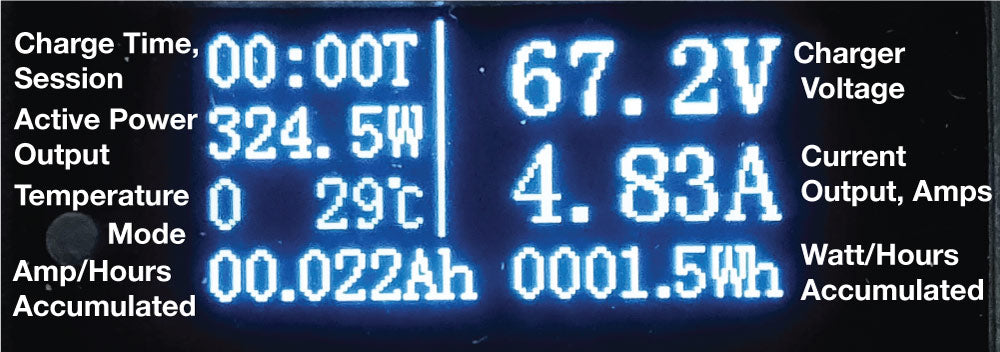 Charge Time,
Session
00:00T
67.2V
Charger
Voltage
Active Power
Output
324.5W
4.83A
Current
Output, Amps
Temperature
Mode
0 29℃
Amp/Hours
Accumulated
00.022Ah
0001.5Wh
Watt/Hours
Accumulated